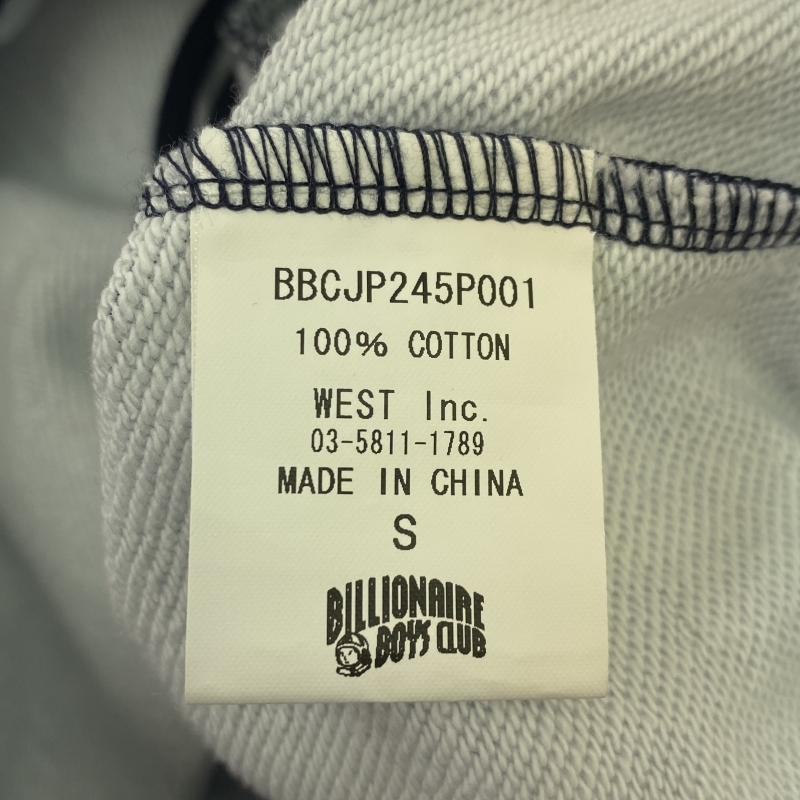 BBCJP245P001
100% COTTON
WEST Inc.
03-5811-1789
MADE IN CHINA
S
BILLIONAIRE
BOYS CLUB